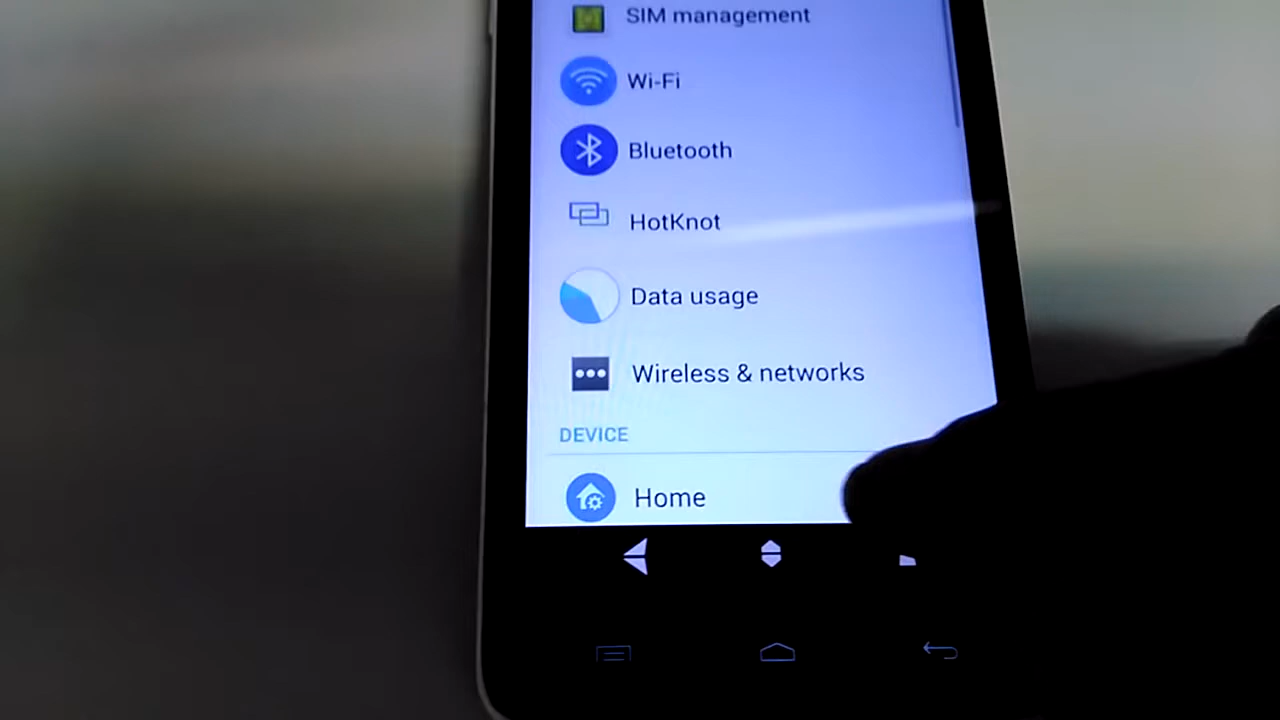 SIM management
Wi-Fi
Bluetooth
HotKnot
Data usage
Wireless & networks
DEVICE
Home